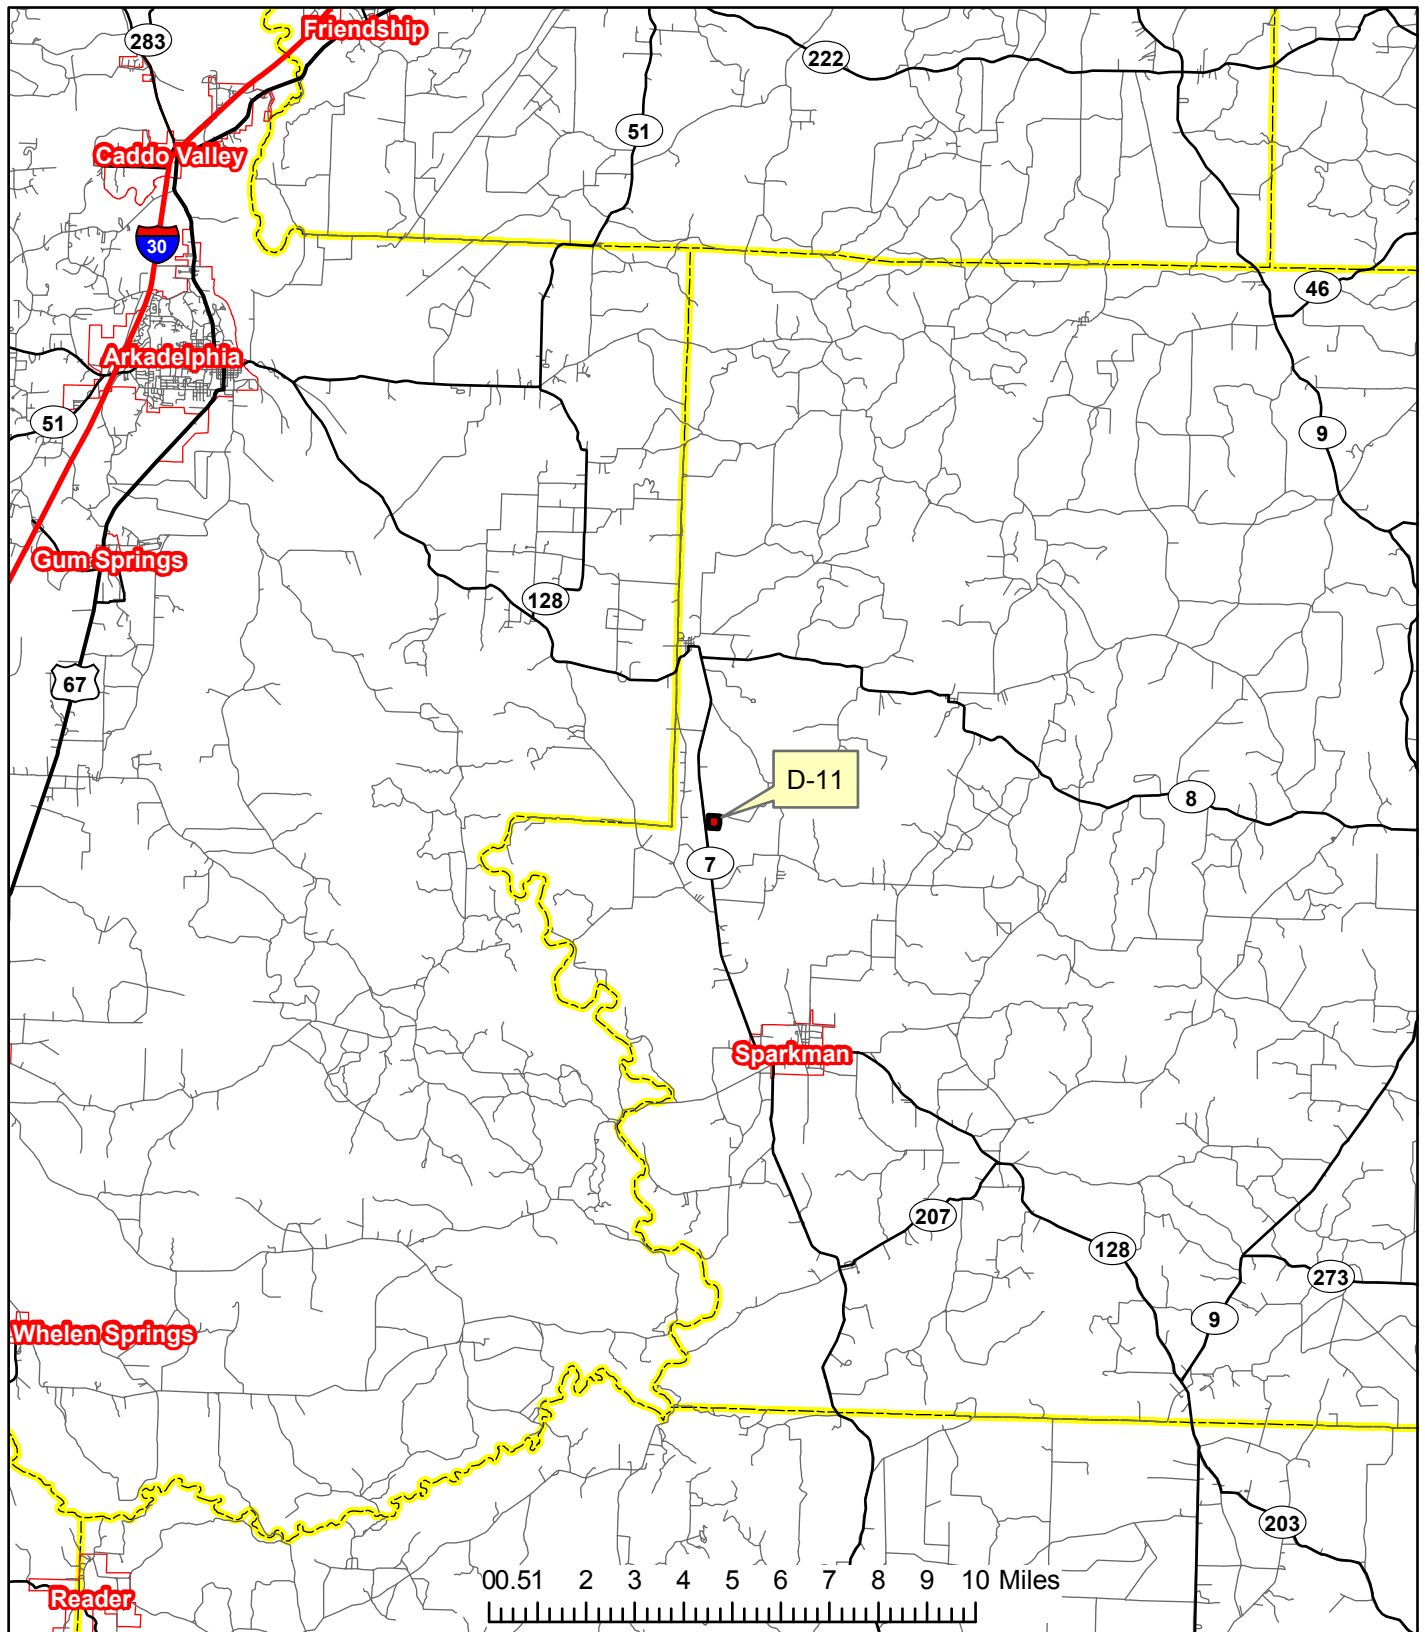 Friendship
283
222
51
Caddo Valley
30
46
Arkadelphia
51
9
Gum Springs
128
67
D-11
8
7
Sparkman
207
128
273
9
Whelen Springs
203
00.51 2 3 4 5 6 7 8 9 10 Miles
Reader